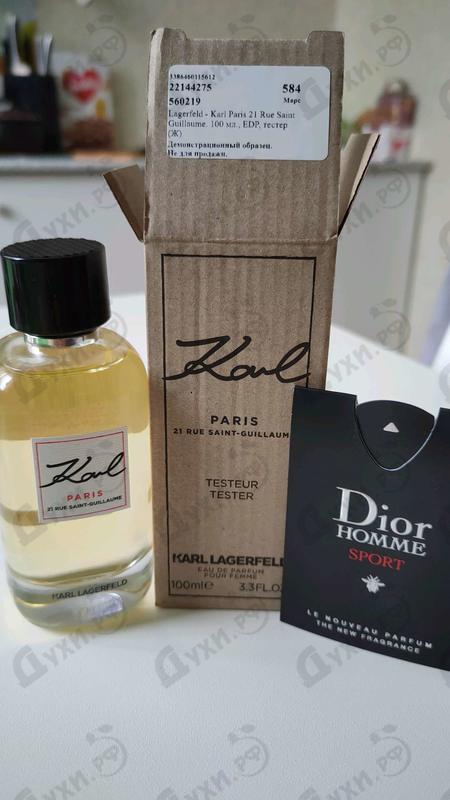 3386460115612
22144275 584
560219 Марс
Lagerfeld - Karl Paris 21 Rue Saint
Guillaume. 100 мл., EDP, тестер
(Ж)
Демонстрационный образец.
Не для продажи.
Karl
PARIS
21 RUE SAINT-GUILLAUM
TESTEUR
TESTER
KARL LAGERFELD
EAU DE PARFUM
POUR FEMME
100ml℮ 3.3FL.OZ
Karl
PARIS
21 RUE SAINT-GUILLAUME
KARL LAGERFELD
Dior
HOMME
SPORT
LE NOUVEAU PARFUM
THE NEW FRAGRANCE
Духи.рф